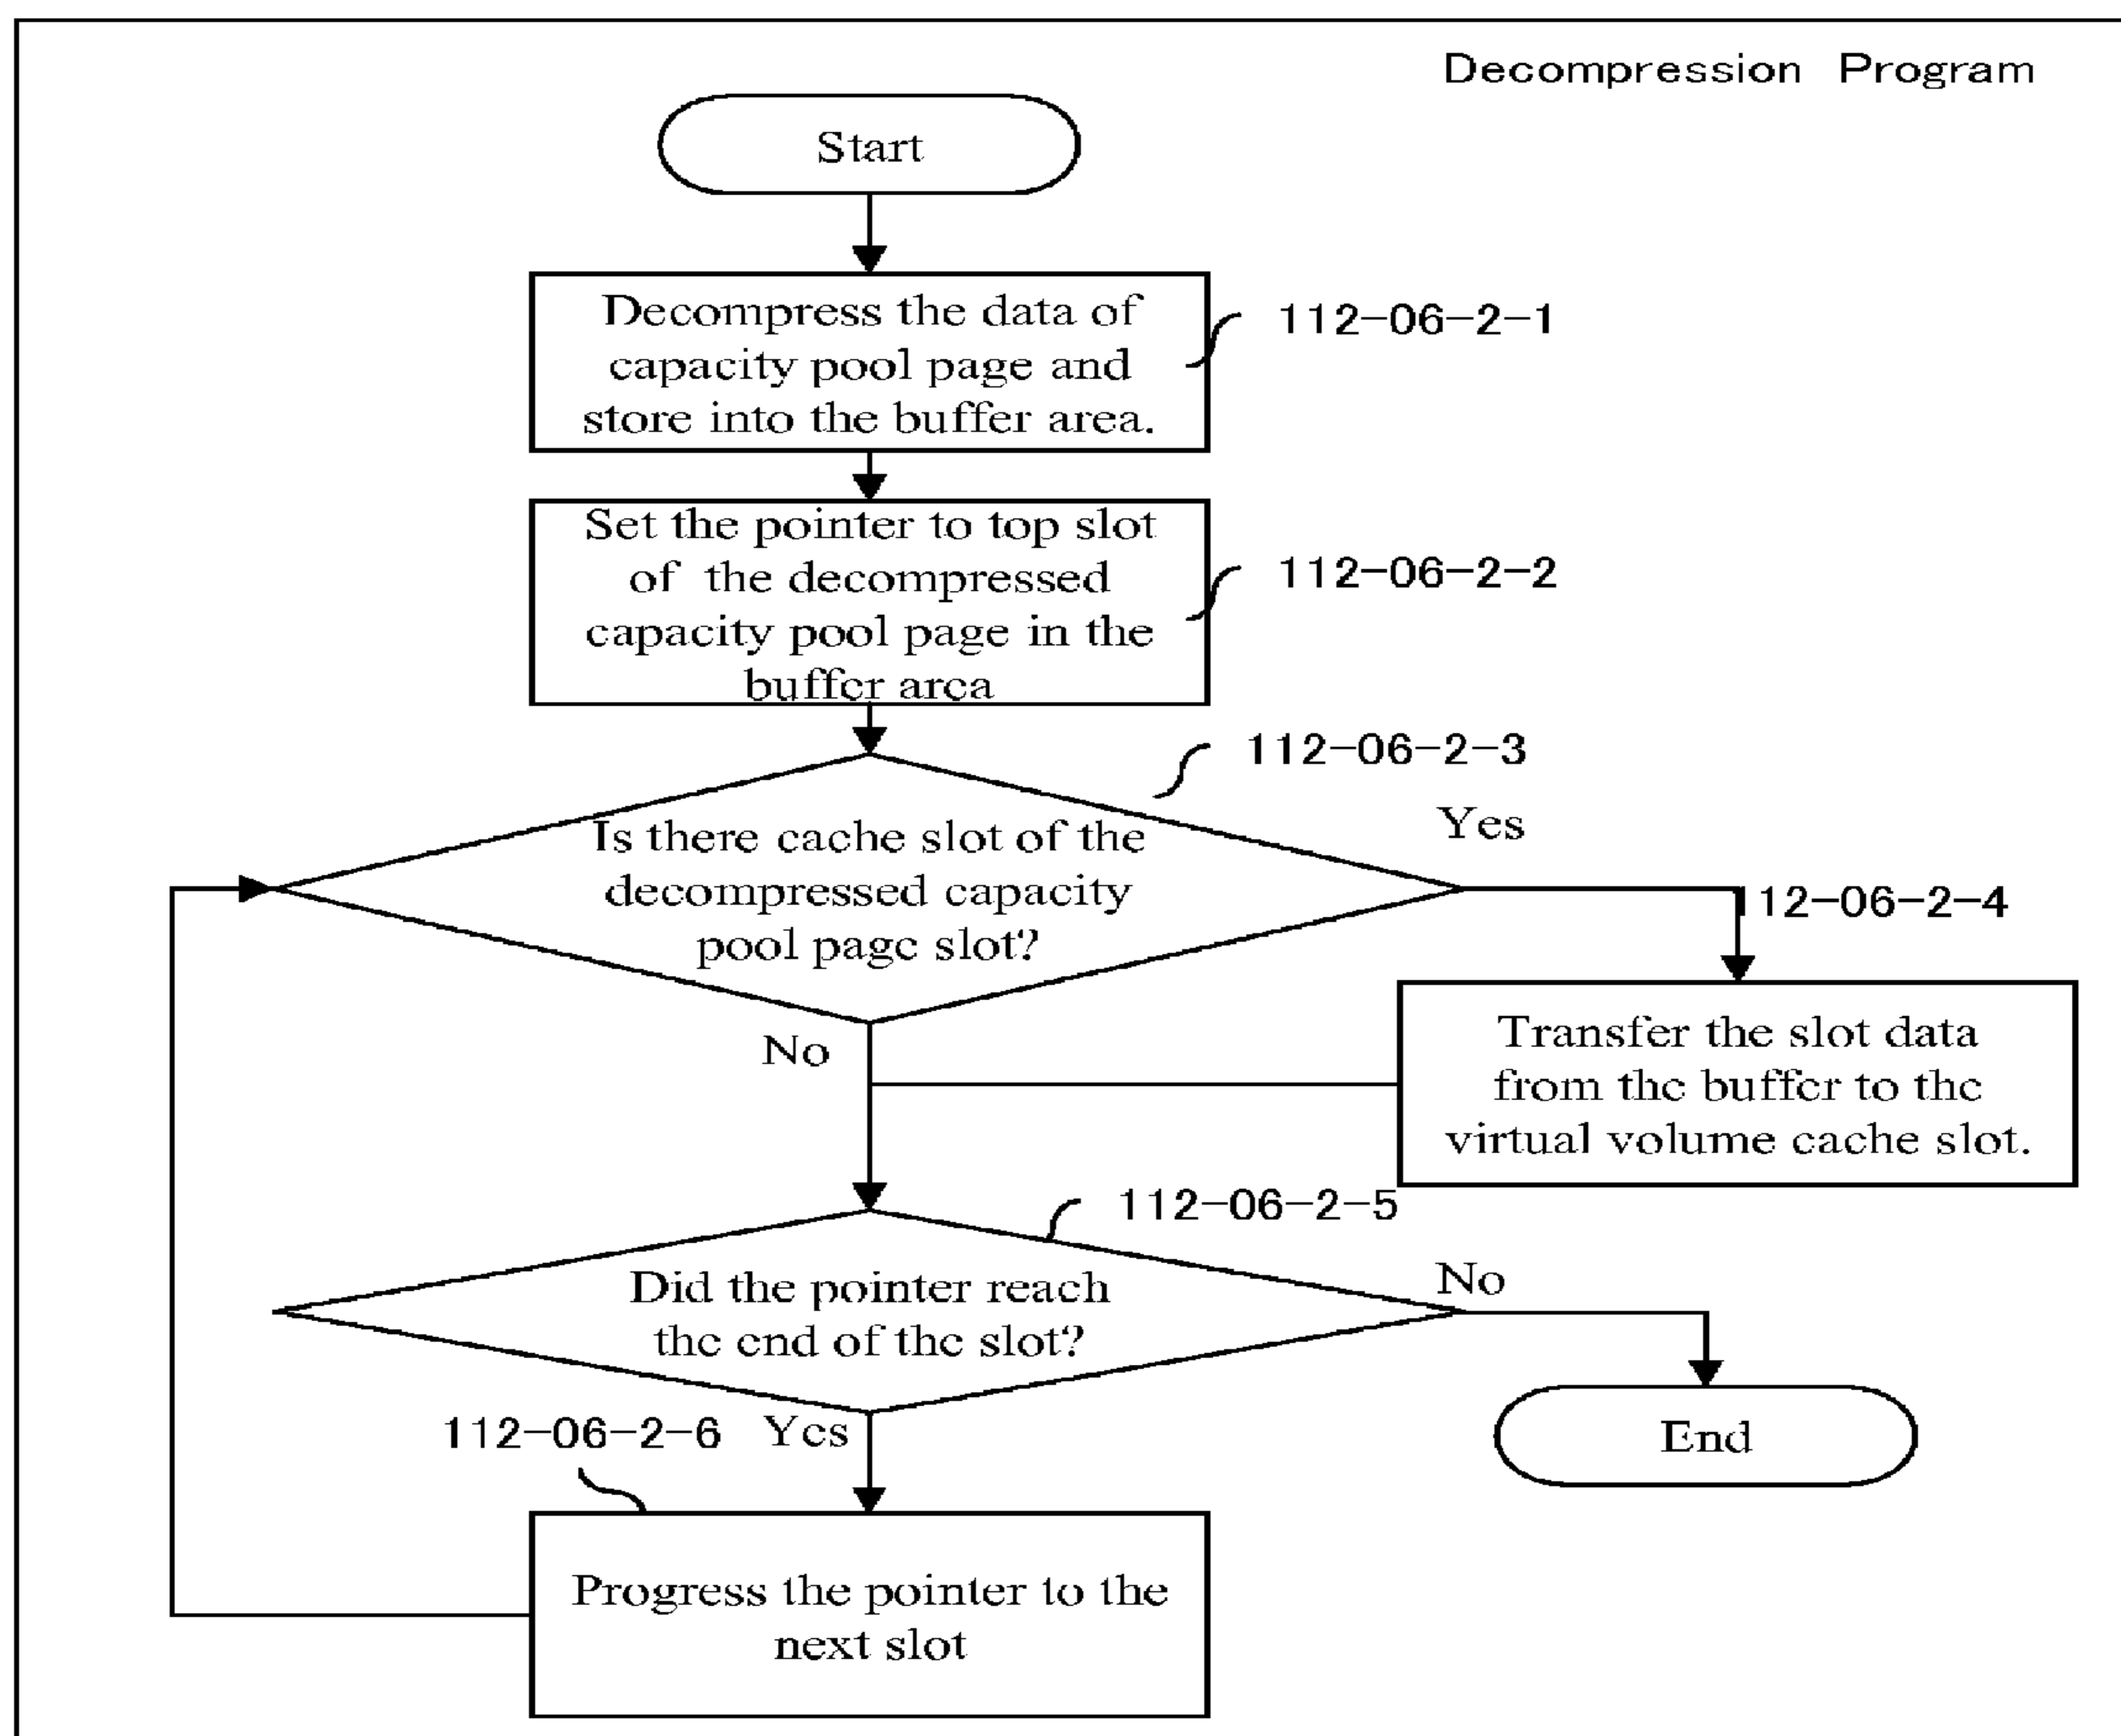 Decompression Program
Start
Decompress the data of
capacity pool page and
store into the buffer area.
112-06-2-1
Set the pointer to top slot
of the decompressed
capacity pool page in the
buffer area
112-06-2-2
112-06-2-3
Is there cache slot of the
decompressed capacity
pool page slot?
Yes
112-06-2-4
No
Transfer the slot data
from the buffer to the
virtual volume cache slot.
112-06-2-5
Did the pointer reach
the end of the slot?
No
End
112-06-2-6
Yes
Progress the pointer to the
next slot